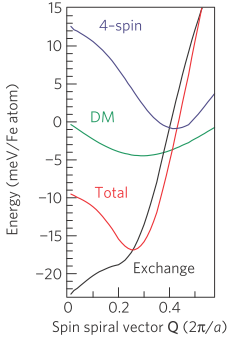 15
10
4-spin
5
0
DM
−5
−10
Total
−15
−20
Exchange
0 0.2 0.4
Energy (meV/Fe atom)
Spin spiral vector Q (2π/a)